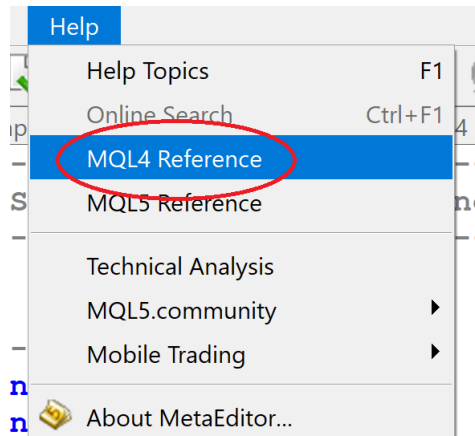 Help
Help Topics F1
Online Search Ctrl+F1
MQL4 Reference
MQL5 Reference
Technical Analysis
MQL5.community
Mobile Trading
About MetaEditor...